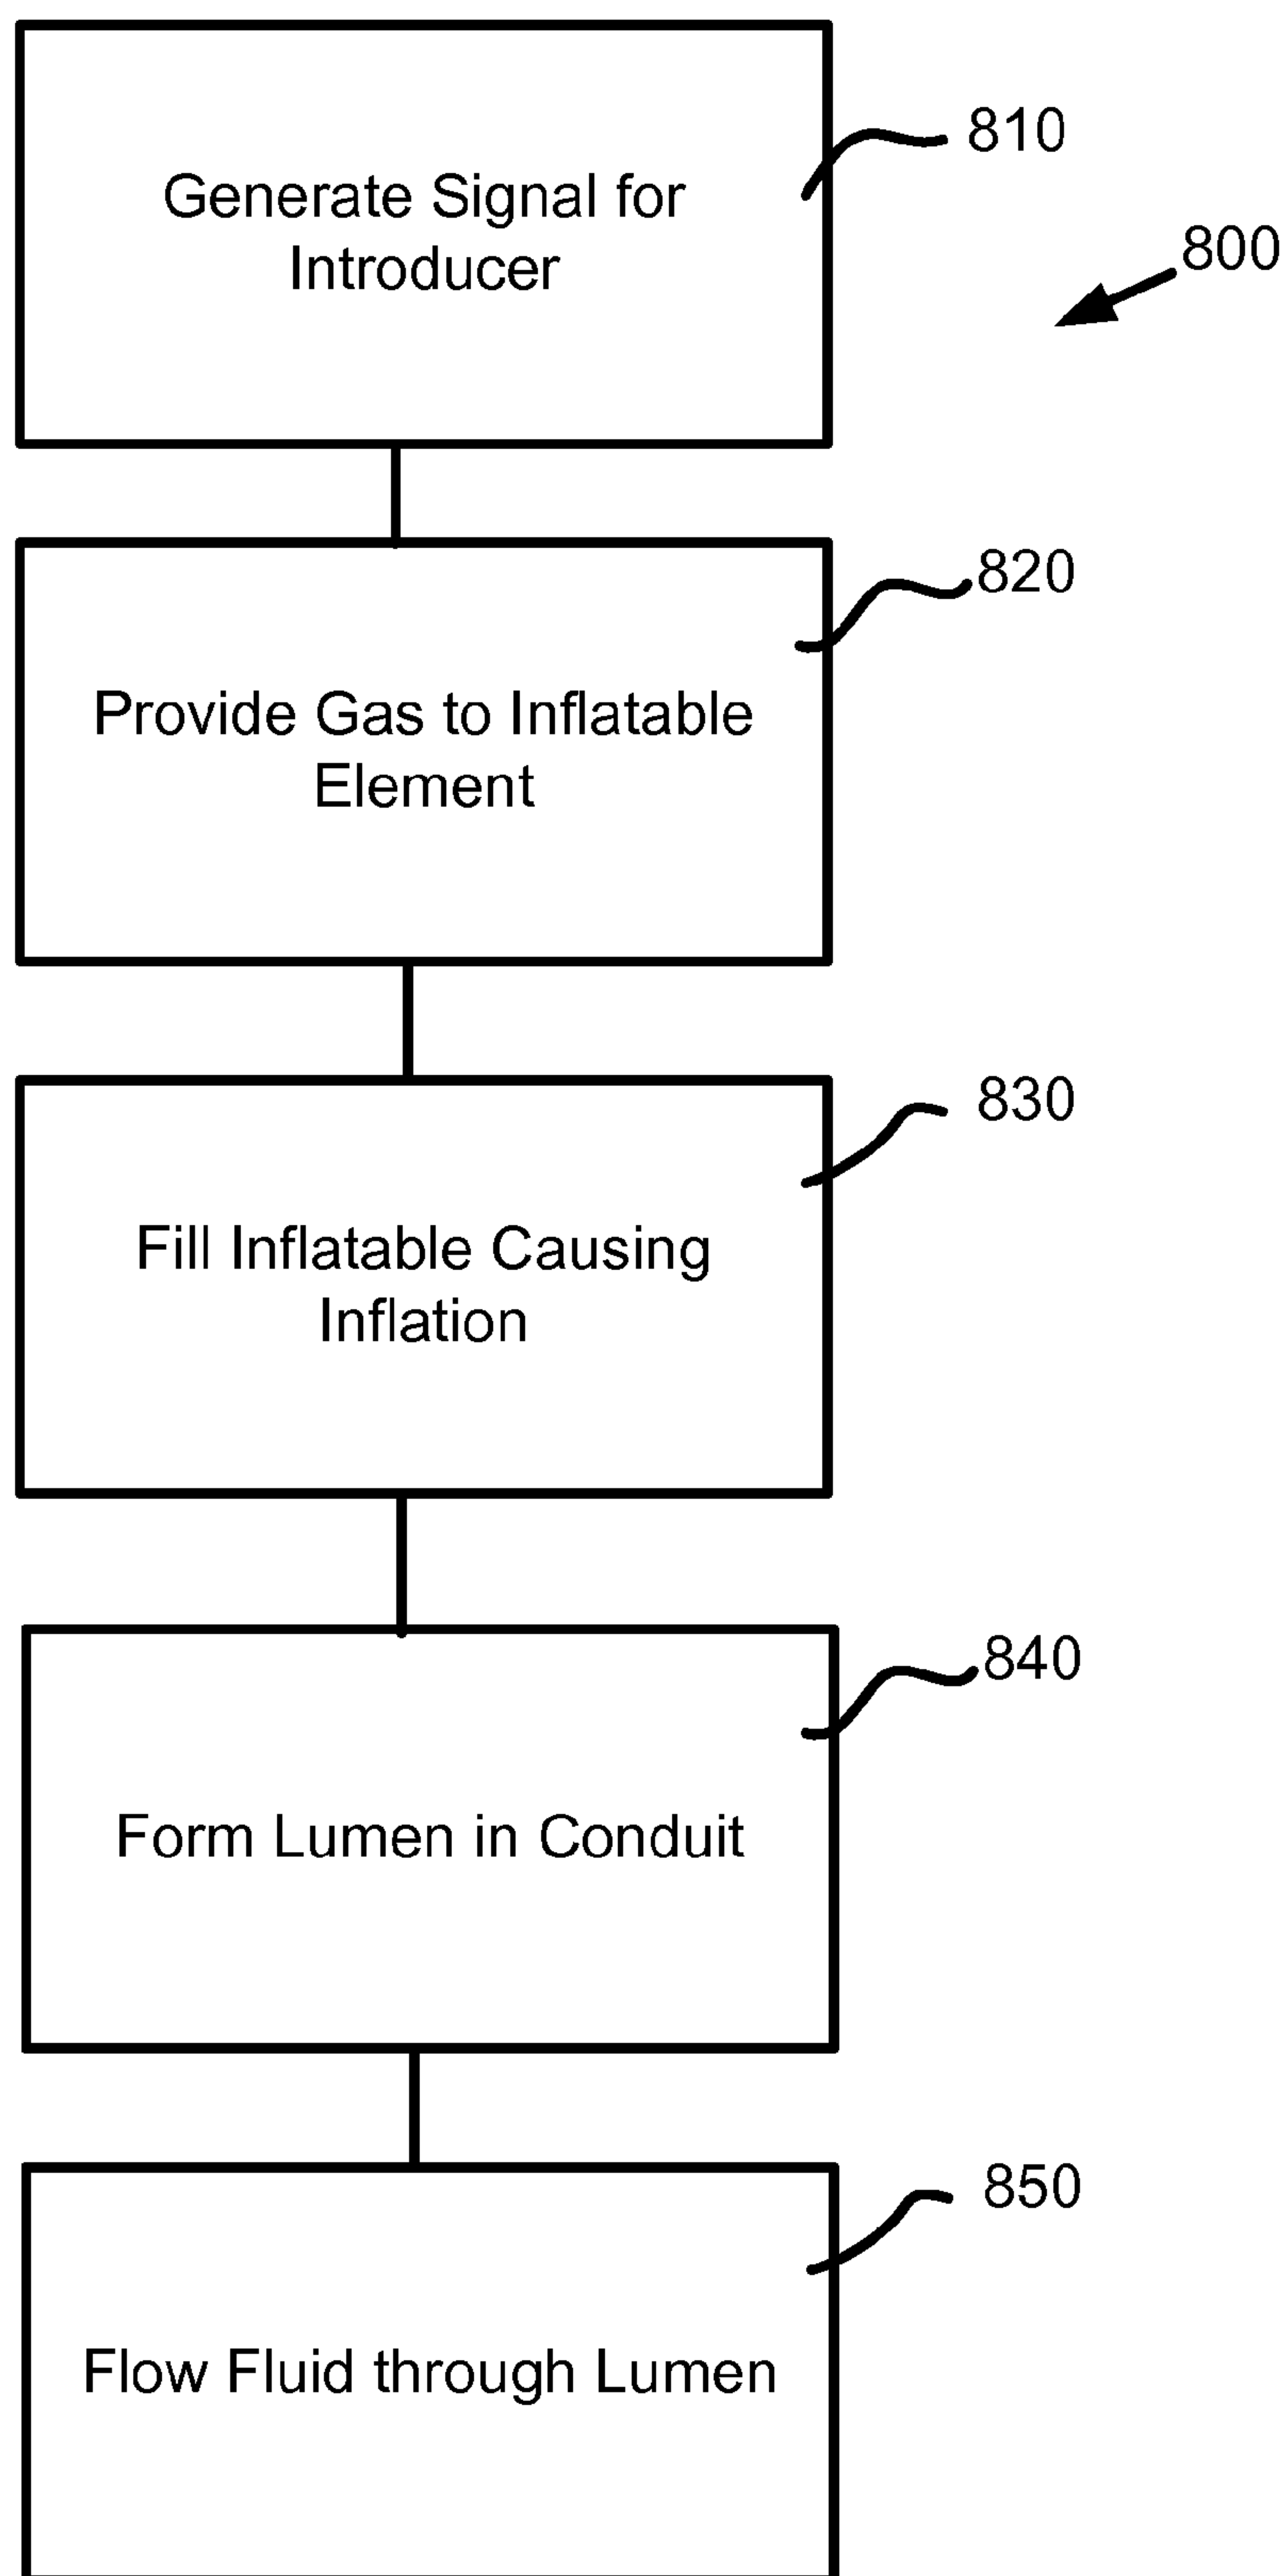 810
Generate Signal for
Introducer
800
820
Provide Gas to Inflatable
Element
830
Fill Inflatable Causing
Inflation
840
Form Lumen in Conduit
850
Flow Fluid through Lumen